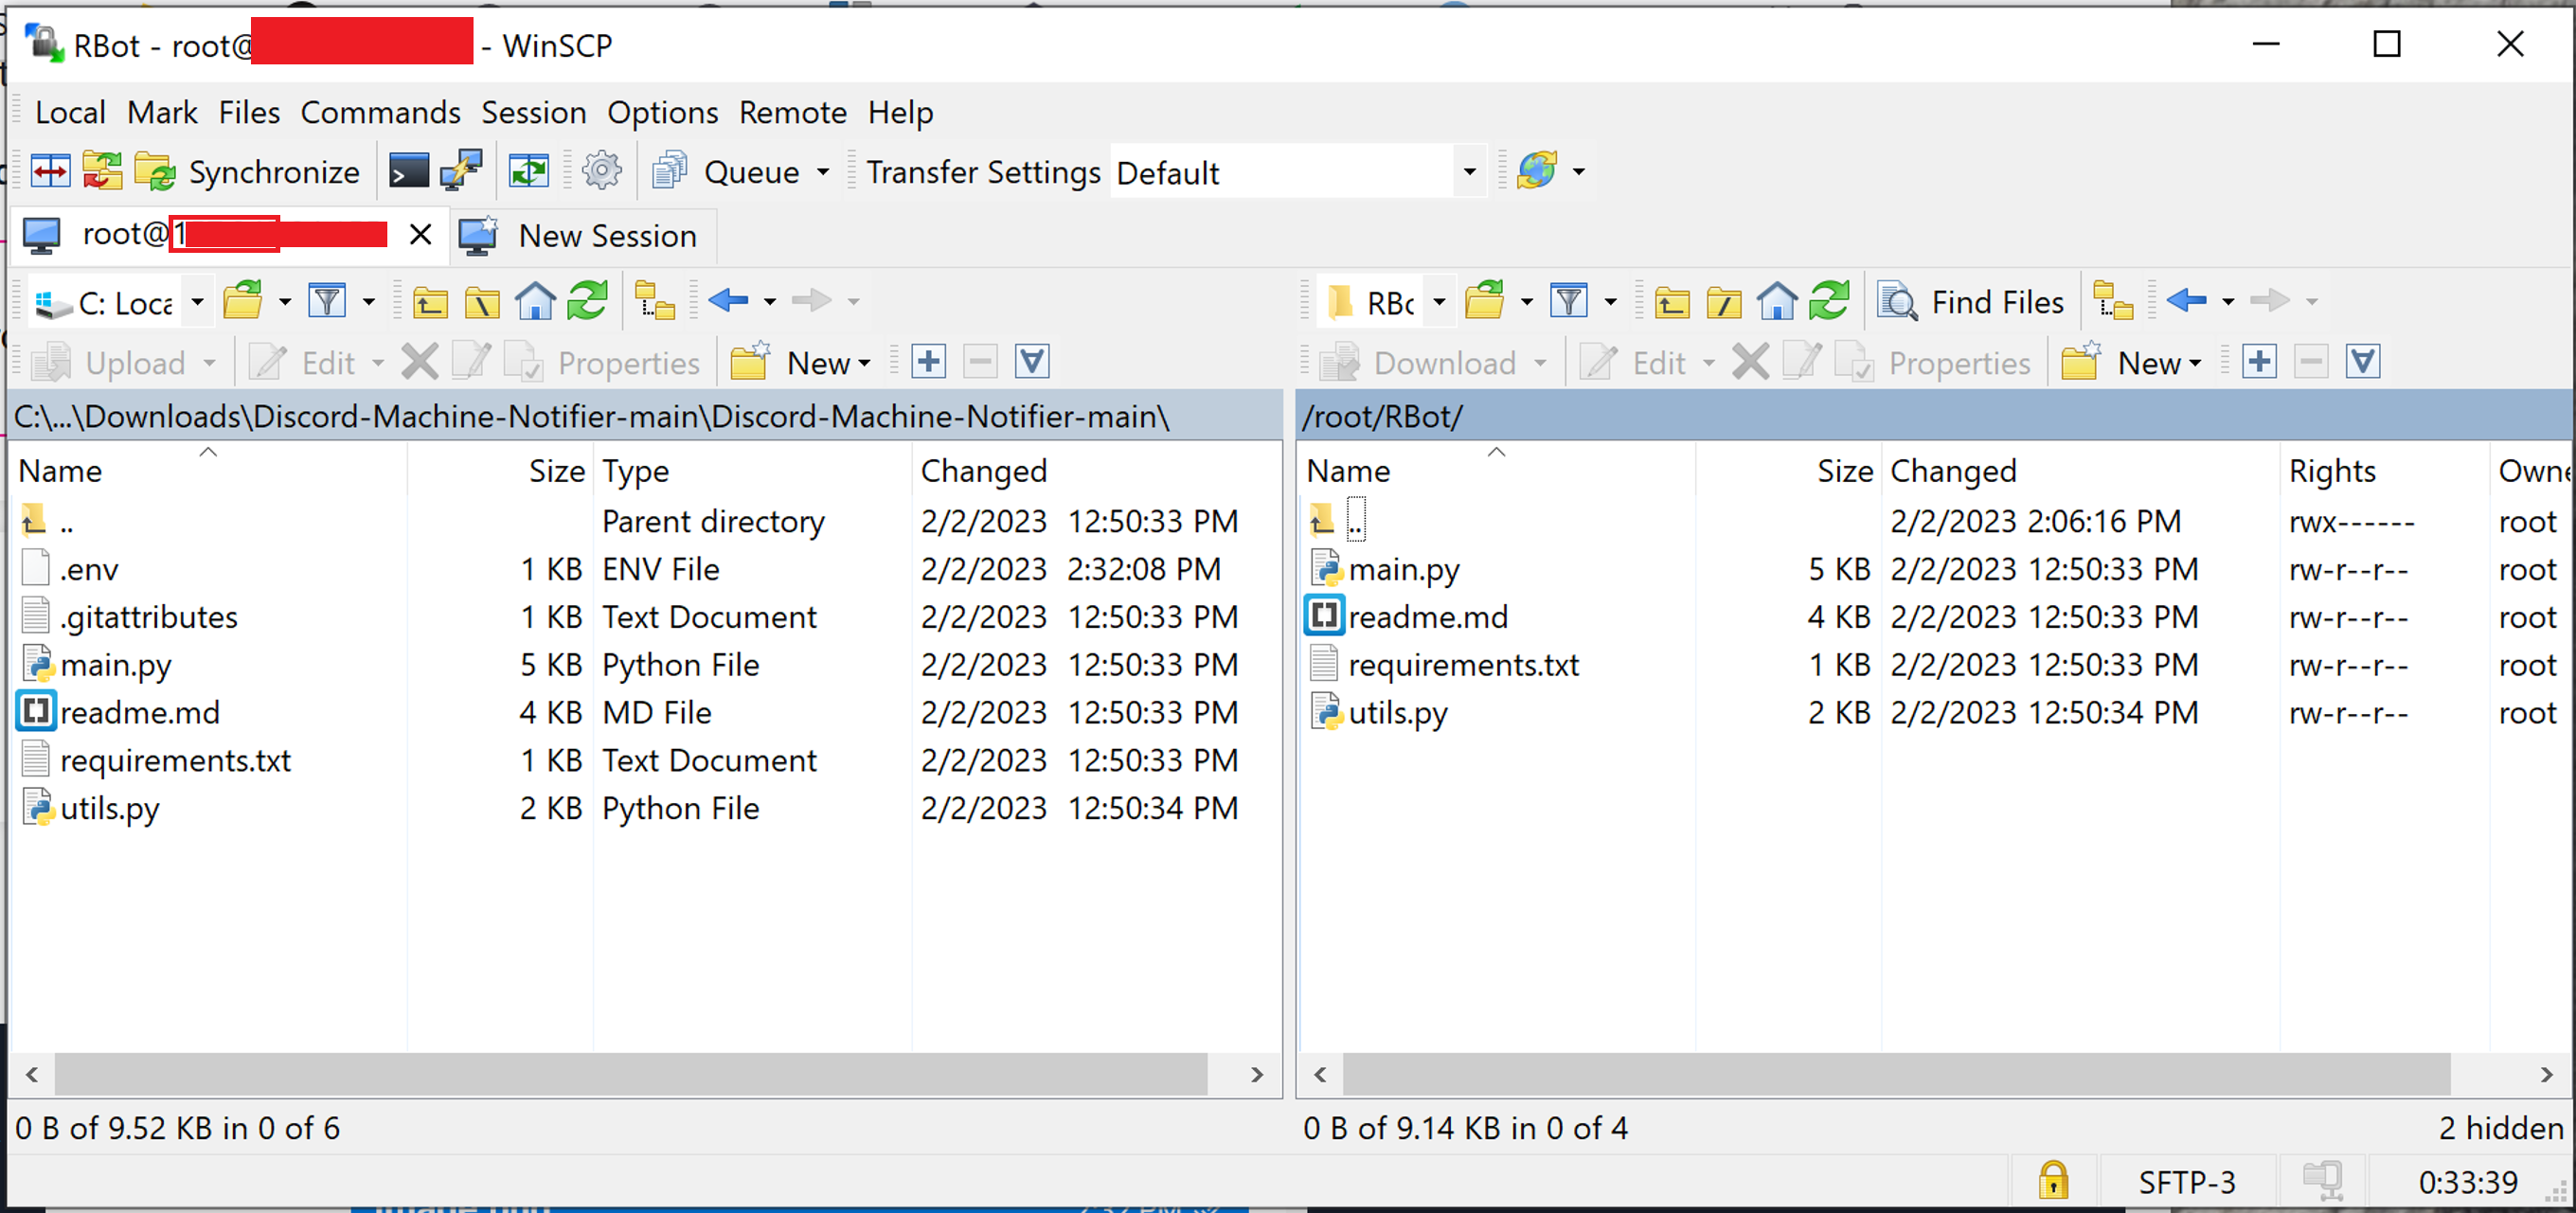 RBot - root@ - WinSCP
Local Mark Files Commands Session Options Remote Help
Synchronize Queue Transfer Settings Default
root@1 New Session
C: Loca RBo Find Files
Upload Edit Properties New Download Edit Properties New
C:\...\Downloads\Discord-Machine-Notifier-main\Discord-Machine-Notifier-main\
Name Size Type Changed
.. Parent directory 2/2/2023 12:50:33 PM
.env 1 KB ENV File 2/2/2023 2:32:08 PM
.gitattributes 1 KB Text Document 2/2/2023 12:50:33 PM
main.py 5 KB Python File 2/2/2023 12:50:33 PM
readme.md 4 KB MD File 2/2/2023 12:50:33 PM
requirements.txt 1 KB Text Document 2/2/2023 12:50:33 PM
utils.py 2 KB Python File 2/2/2023 12:50:34 PM
0 B of 9.52 KB in 0 of 6
/root/RBot/
Name Size Changed Rights Owne
.. 2/2/2023 2:06:16 PM rwx------ root
main.py 5 KB 2/2/2023 12:50:33 PM rw-r--r-- root
readme.md 4 KB 2/2/2023 12:50:33 PM rw-r--r-- root
requirements.txt 1 KB 2/2/2023 12:50:33 PM rw-r--r-- root
utils.py 2 KB 2/2/2023 12:50:34 PM rw-r--r-- root
0 B of 9.14 KB in 0 of 4 2 hidden
SFTP-3 0:33:39